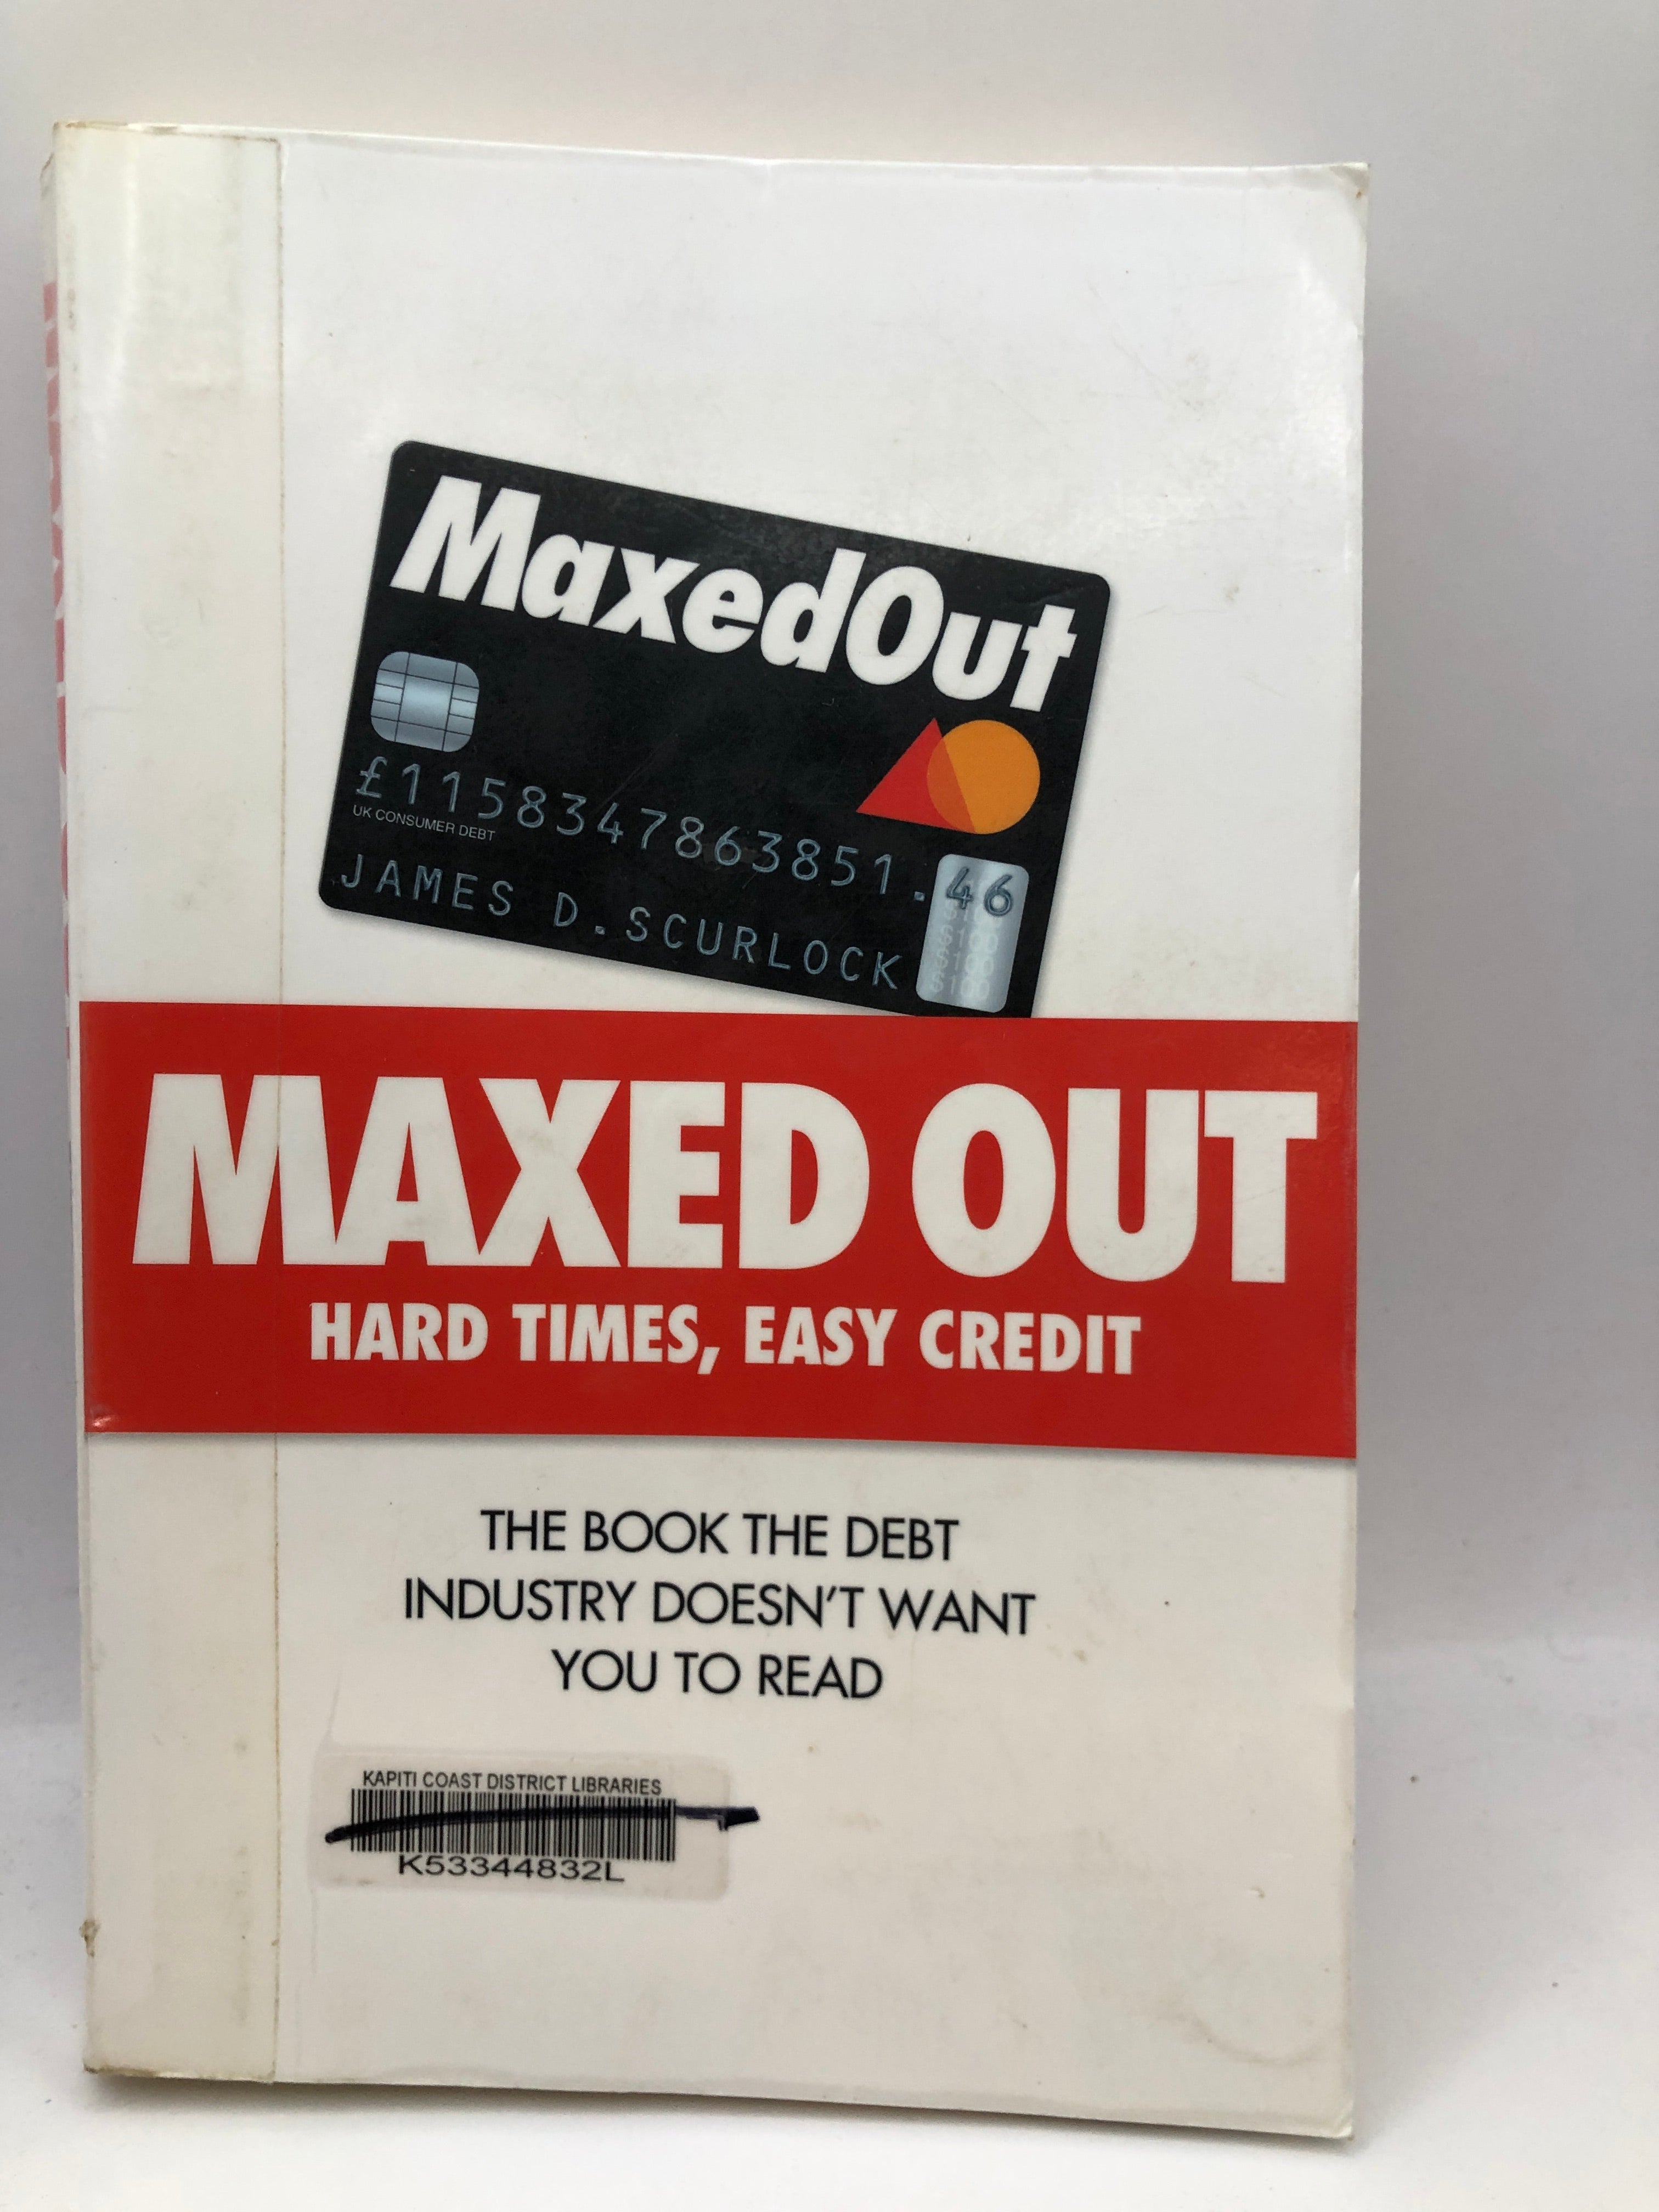 MaxedOut
£1158347863851.46
UK CONSUMER DEBT
JAMES D.SCURLOCK
MAXED OUT
HARD TIMES, EASY CREDIT
THE BOOK THE DEBT
INDUSTRY DOESN'T WANT
YOU TO READ
KAPITI COAST DISTRICT LIBRARIES
K53344832L